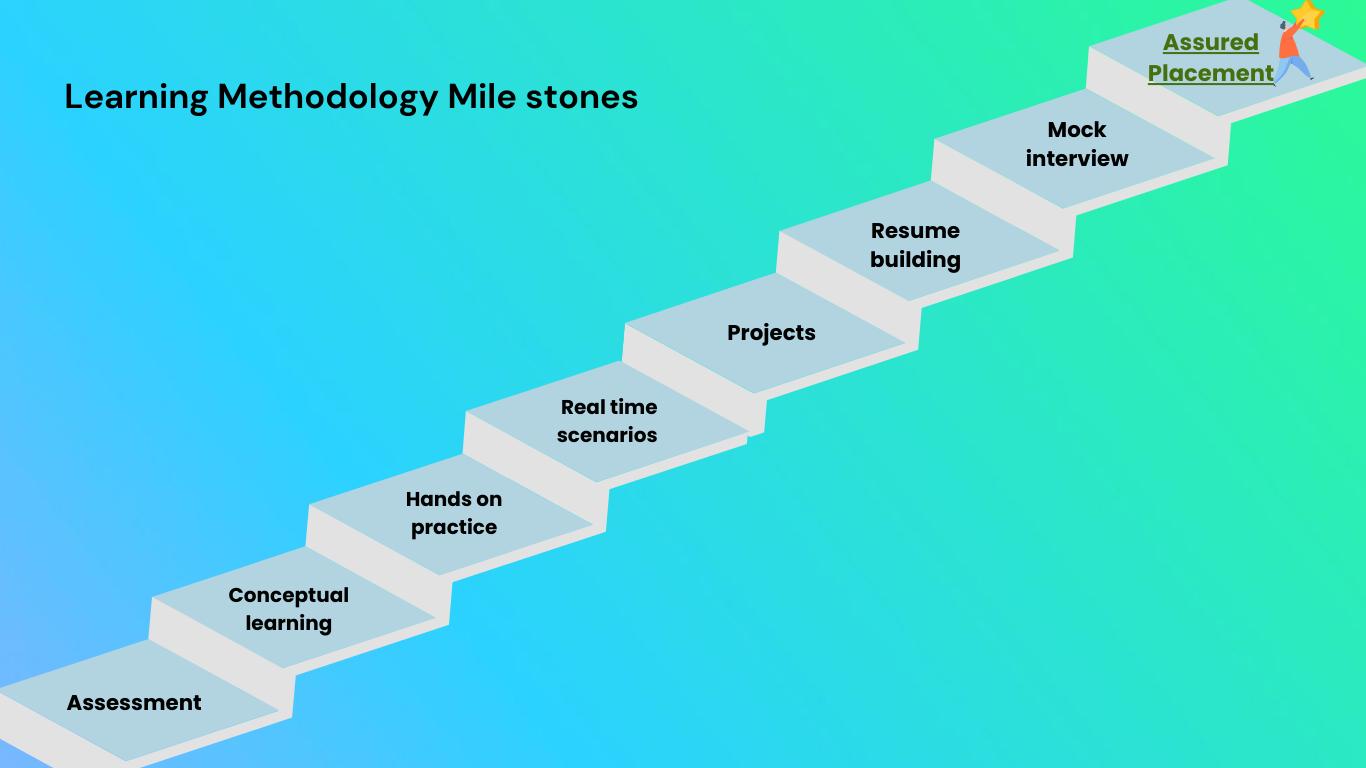 Learning Methodology Mile stones
Assured
Placement
Mock
interview
Resume
building
Projects
Real time
scenarios
Hands on
practice
Conceptual
learning
Assessment